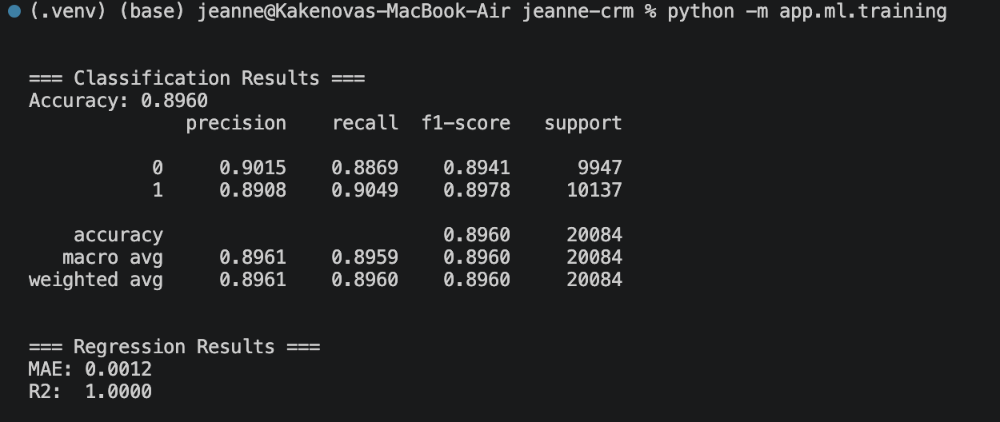 (.venv) (base) jeanne@Kakenovas-MacBook-Air jeanne-crm % python -m app.ml.training
=== Classification Results ===
Accuracy: 0.8960
precision recall f1-score support
0 0.9015 0.8869 0.8941 9947
1 0.8908 0.9049 0.8978 10137
accuracy 0.8960 20084
macro avg 0.8961 0.8959 0.8960 20084
weighted avg 0.8961 0.8960 0.8960 20084
=== Regression Results ===
MAE: 0.0012
R2: 1.0000